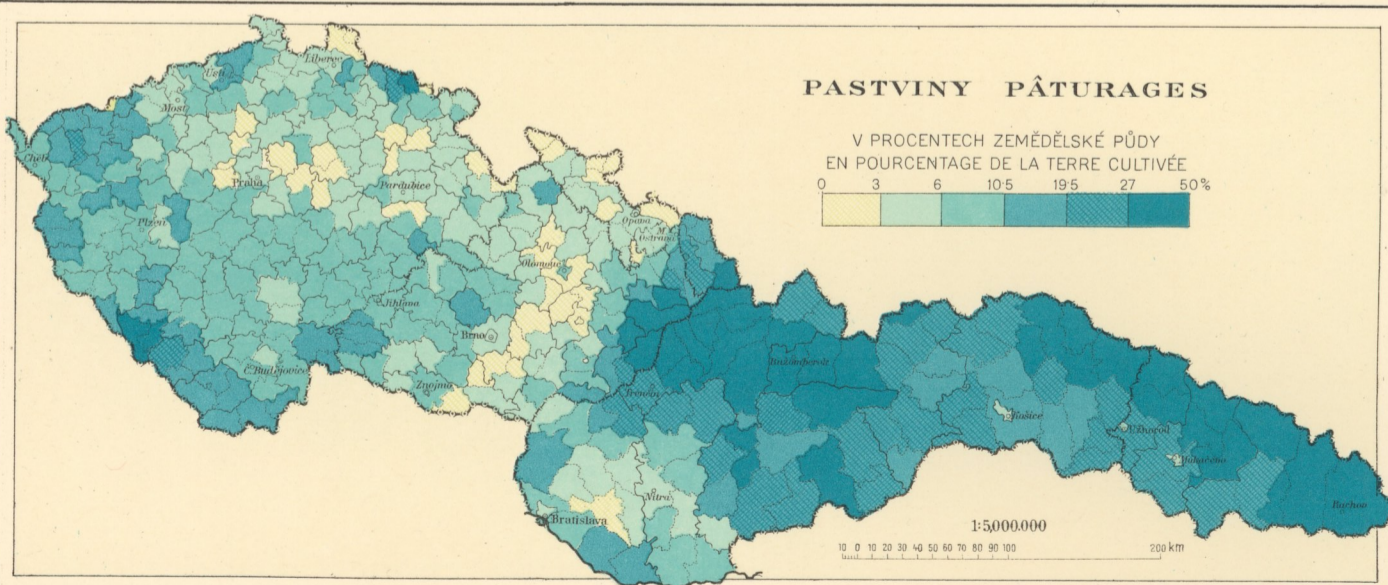 PASTVINY PÂTURAGES
V PROCENTECH ZEMĚDĚLSKÉ PŮDY
EN POURCENTAGE DE LA TERRE CULTIVÉE
0 3 6 10·5 19·5 27 50%
Liberec
Ústí
Most
Cheb
Praha
Pardubice
Plzeň
Opava
M.
Ostrava
Olomouc
Jihlava
Brno
Č. Budějovice
Znojmo
Ružomberok
Trenčín
Košice
Užhorod
Mukačevo
Nitra
Rachov
Bratislava
1:5,000.000
10 0 10 20 30 40 50 60 70 80 90 100 200 km